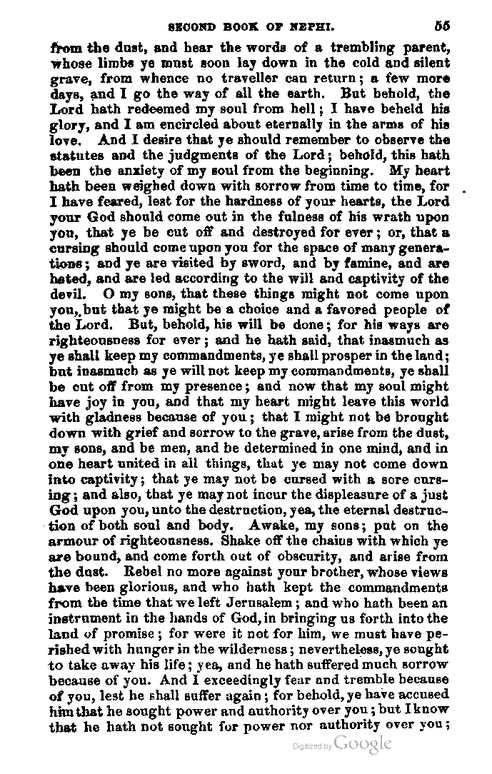 SECOND BOOK OF NEPHI. 55
from the dust, and hear the words of a trembling parent,
whose limbs ye must soon lay down in the cold and silent
grave, from whence no traveller can return; a few more
days, and I go the way of all the earth. But behold, the
Lord hath redeemed my soul from hell; I have beheld his
glory, and I am encircled about eternally in the arms of his
love. And I desire that ye should remember to observe the
statutes and the judgments of the Lord; behold, this hath
been the anxiety of my soul from the beginning. My heart
hath been weighed down with sorrow from time to time, for
I have feared, lest for the hardness of your hearts, the Lord
your God should come out in the fulness of his wrath upon
you, that ye be cut off and destroyed for ever; or, that a
cursing should come upon you for the space of many genera-
tions; and ye are visited by sword, and by famine, and are
hated, and are led according to the will and captivity of the
devil. O my sons, that these things might not come upon
you, but that ye might be a choice and a favored people of
the Lord. But, behold, his will be done; for his ways are
righteousness for ever; and he hath said, that inasmuch as
ye shall keep my commandments, ye shall prosper in the land;
but inasmuch as ye will not keep my commandments, ye shall
be cut off from my presence; and now that my soul might
have joy in you, and that my heart might leave this world
with gladness because of you; that I might not be brought
down with grief and sorrow to the grave, arise from the dust,
my sons, and be men, and be determined in one mind, and in
one heart united in all things, that ye may not come down
into captivity; that ye may not be cursed with a sore curs-
ing; and also, that ye may not incur the displeasure of a just
God upon you, unto the destruction, yea, the eternal destruc-
tion of both soul and body. Awake, my sons; put on the
armour of righteousness. Shake off the chains with which ye
are bound, and come forth out of obscurity, and arise from
the dust. Rebel no more against your brother, whose views
have been glorious, and who hath kept the commandments
from the time that we left Jerusalem; and who hath been an
instrument in the hands of God, in bringing us forth into the
land of promise; for were it not for him, we must have pe-
rished with hunger in the wilderness; nevertheless, ye sought
to take away his life; yea, and he hath suffered much sorrow
because of you. And I exceedingly fear and tremble because
of you, lest he shall suffer again; for behold, ye have accused
him that he sought power and authority over you; but I know
that he hath not sought for power nor authority over you;
Digitized by Google